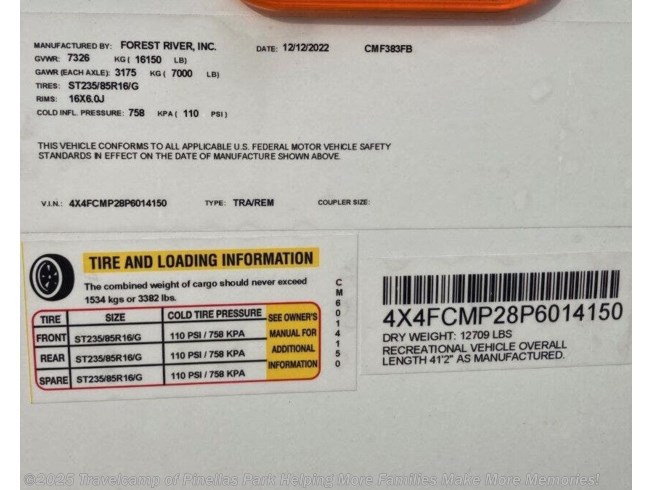 MANUFACTURED BY: FOREST RIVER, INC. DATE: 12/12/2022 CMF383FB
GVWR: 7326 KG ( 16150 LB)
GAWR (EACH AXLE): 3175 KG ( 7000 LB)
TIRES: ST235/85R16/G
RIMS: 16X6.0J
COLD INFL. PRESSURE: 758 KPA ( 110 PSI )
THIS VEHICLE CONFORMS TO ALL APPLICABLE U.S. FEDERAL MOTOR VEHICLE SAFETY
STANDARDS IN EFFECT ON THE DATE OF MANUFACTURE SHOWN ABOVE.
V.I.N.: 4X4FCMP28P6014150 TYPE: TRA/REM COUPLER SIZE:
TIRE AND LOADING INFORMATION
The combined weight of cargo should never exceed
1534 kgs or 3382 lbs.
TIRE SIZE COLD TIRE PRESSURE
FRONT ST235/85R16/G 110 PSI / 758 KPA
REAR ST235/85R16/G 110 PSI / 758 KPA
SPARE ST235/85R16/G 110 PSI / 758 KPA
SEE OWNER'S
MANUAL FOR
ADDITIONAL
INFORMATION
CM6014150
4X4FCMP28P6014150
DRY WEIGHT: 12709 LBS
RECREATIONAL VEHICLE OVERALL
LENGTH 41'2" AS MANUFACTURED.
©2025 Travelcamp of Pinellas Park Helping More Families Make More Memories!